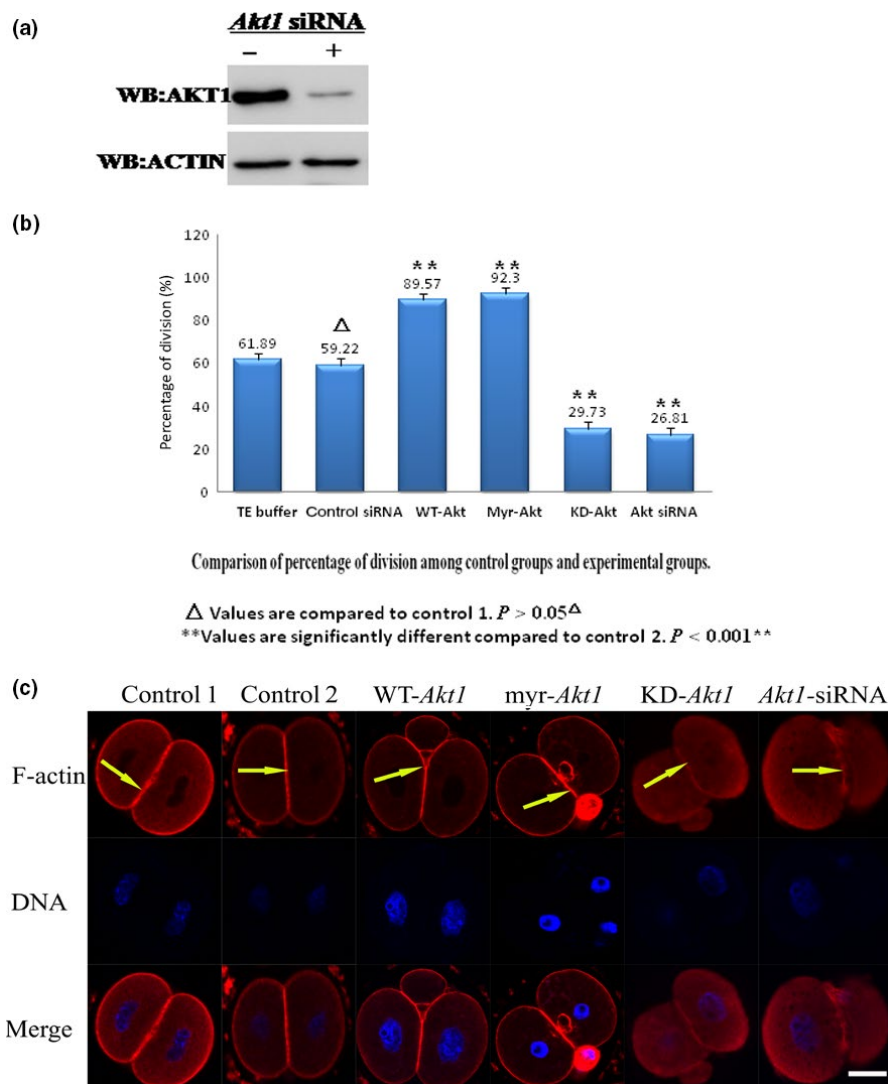 (a)
Akt1 siRNA
– +
WB:AKT1
WB:ACTIN
(b)
Percentage of division (%)
120
100
80
60
40
20
0
61.89
Δ
59.22
**
89.57
**
92.3
**
29.73
**
26.81
TE buffer Control siRNA WT-Akt Myr-Akt KD-Akt Akt siRNA
Comparison of percentage of division among control groups and experimental groups.
Δ Values are compared to control 1. P > 0.05Δ
**Values are significantly different compared to control 2. P < 0.001**
(c)
Control 1 Control 2 WT-Akt1 myr-Akt1 KD-Akt1 Akt1-siRNA
F-actin
DNA
Merge